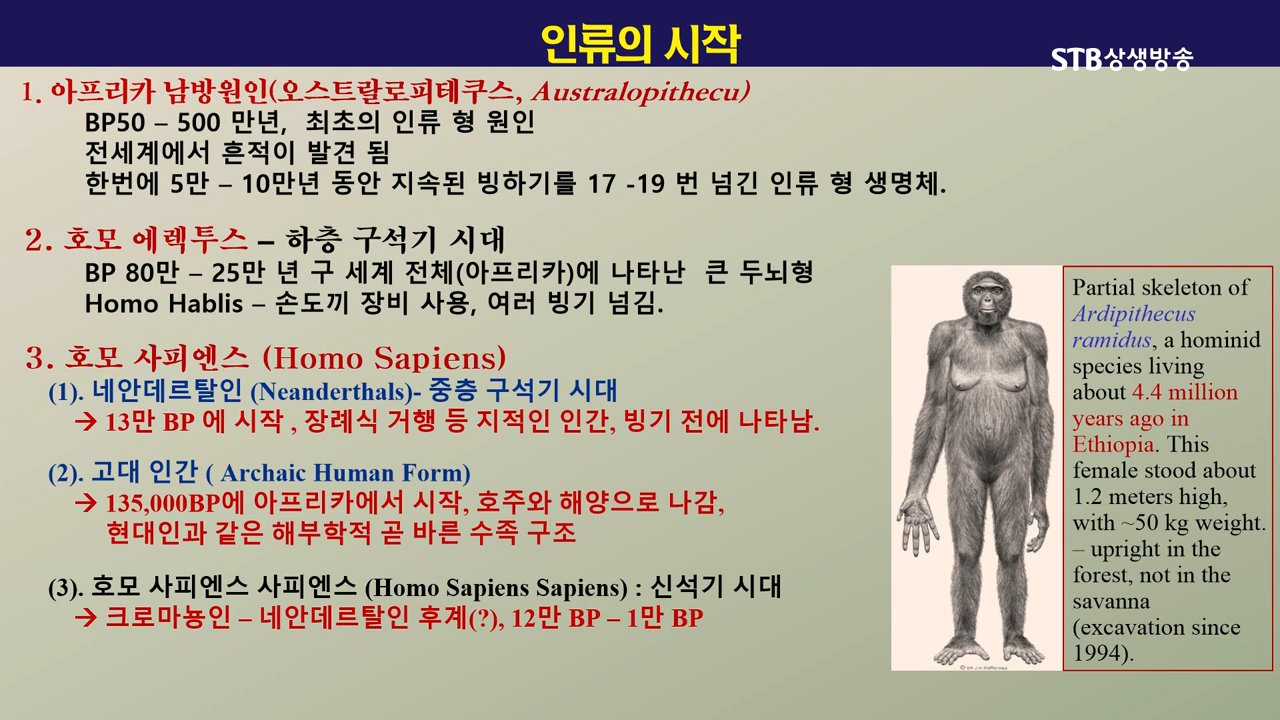 인류의 시작
STB상생방송
1. 아프리카 남방원인(오스트랄로피테쿠스, Australopithecu)
BP50 – 500 만년, 최초의 인류 형 원인
전세계에서 흔적이 발견 됨
한번에 5만 – 10만년 동안 지속된 빙하기를 17 -19 번 넘긴 인류 형 생명체.
2. 호모 에렉투스 – 하층 구석기 시대
BP 80만 – 25만 년 구 세계 전체(아프리카)에 나타난 큰 두뇌형
Homo Hablis – 손도끼 장비 사용, 여러 빙기 넘김.
3. 호모 사피엔스 (Homo Sapiens)
(1). 네안데르탈인 (Neanderthals)- 중층 구석기 시대
→ 13만 BP 에 시작 , 장례식 거행 등 지적인 인간, 빙기 전에 나타남.
(2). 고대 인간 ( Archaic Human Form)
→ 135,000BP에 아프리카에서 시작, 호주와 해양으로 나감,
현대인과 같은 해부학적 곧 바른 수족 구조
(3). 호모 사피엔스 사피엔스 (Homo Sapiens Sapiens) : 신석기 시대
→ 크로마뇽인 – 네안데르탈인 후계(?), 12만 BP – 1만 BP
Partial skeleton of
Ardipithecus
ramidus, a hominid
species living
about 4.4 million
years ago in
Ethiopia. This
female stood about
1.2 meters high,
with ~50 kg weight.
– upright in the
forest, not in the
savanna
(excavation since
1994).